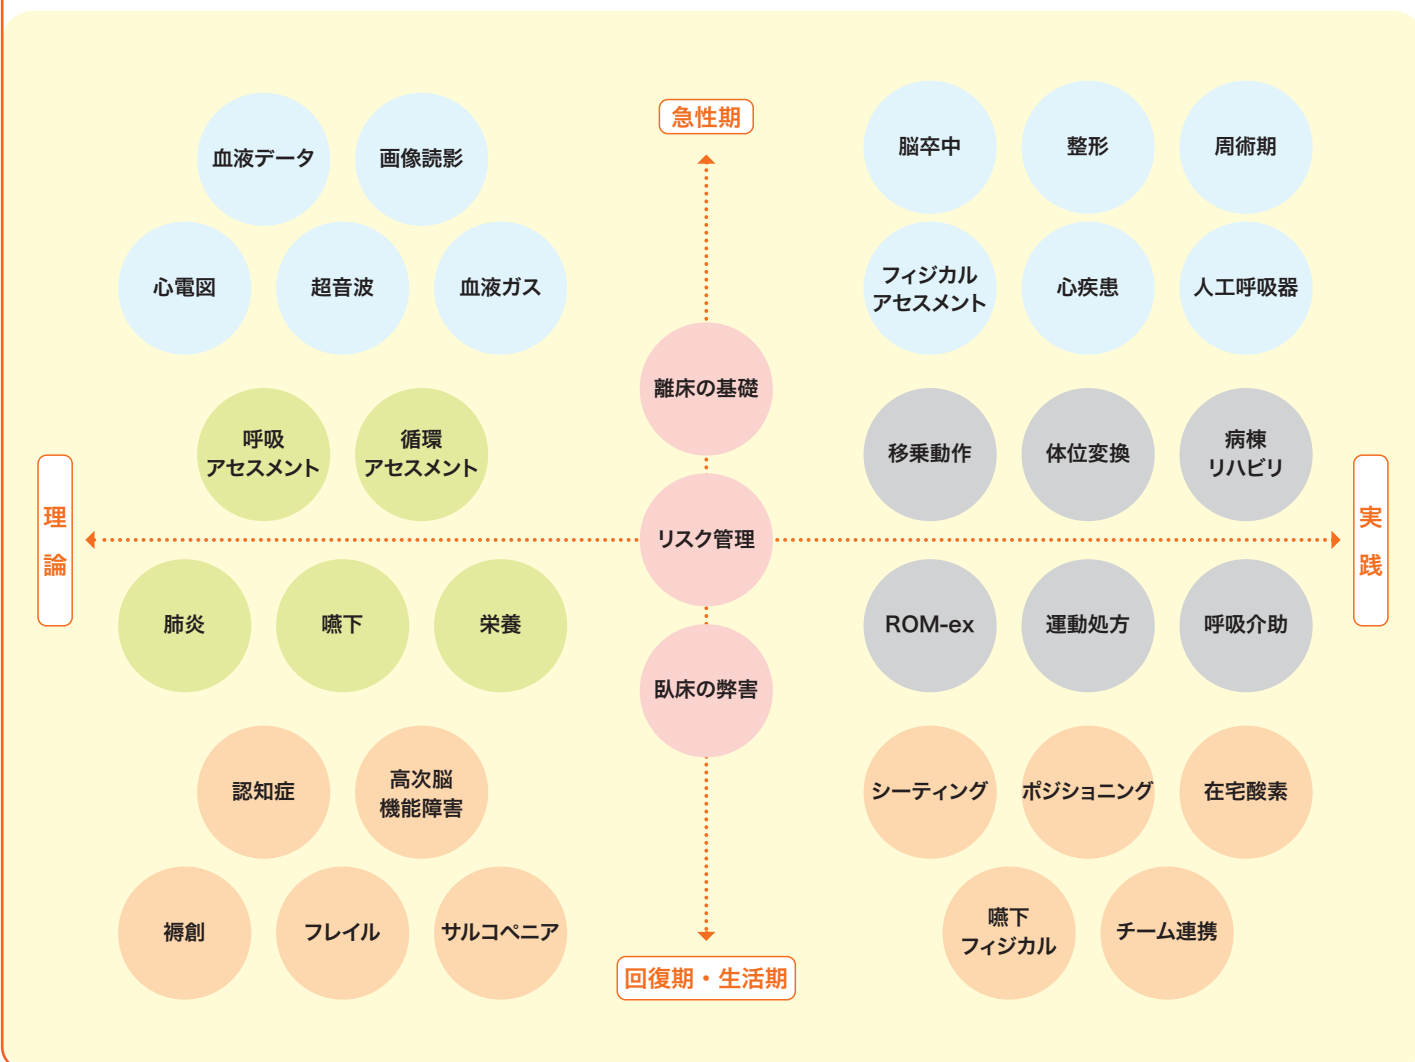 急性期
血液データ
画像読影
心電図
超音波
血液ガス
脳卒中
整形
周術期
フィジカル
アセスメント
心疾患
人工呼吸器
離床の基礎
呼吸
アセスメント
循環
アセスメント
移乗動作
体位変換
病棟
リハビリ
理論
リスク管理
実践
肺炎
嚥下
栄養
ROM-ex
運動処方
呼吸介助
臥床の弊害
認知症
高次脳
機能障害
シーティング
ポジショニング
在宅酸素
褥創
フレイル
サルコペニア
嚥下
フィジカル
チーム連携
回復期・生活期